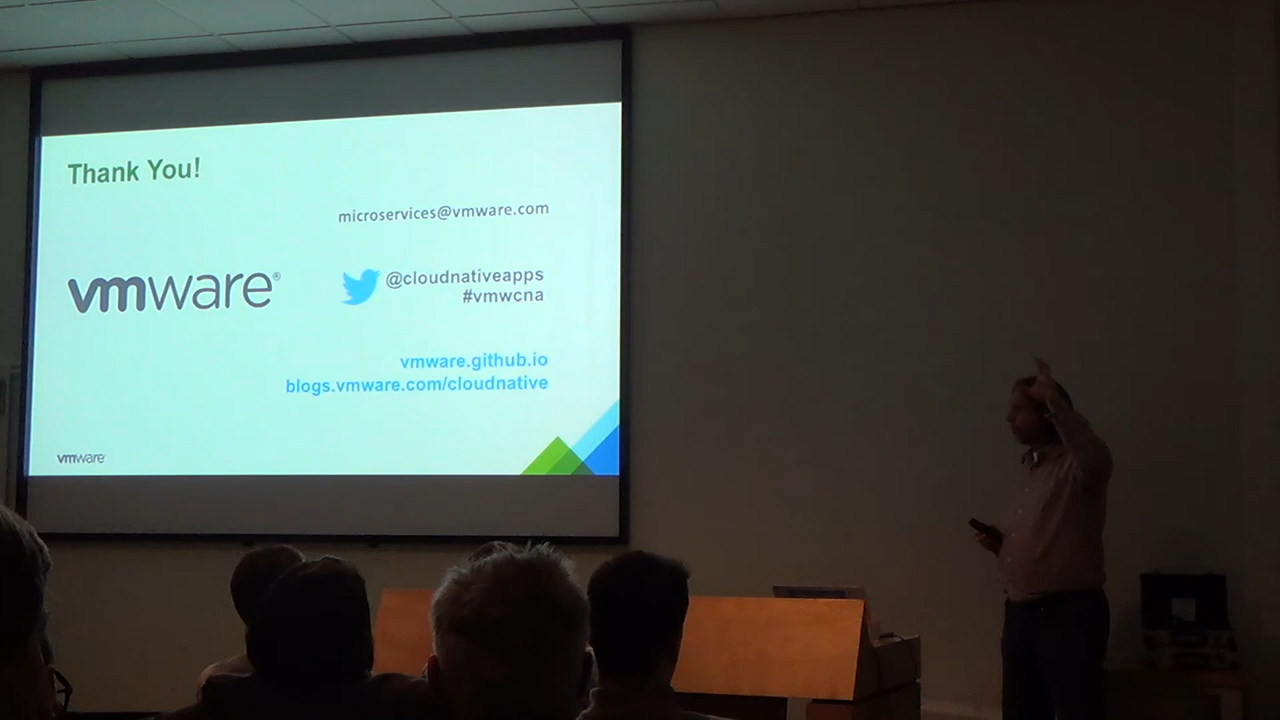 Thank You!
microservices@vmware.com
vmware®
@cloudnativeapps
#vmwcna
vmware.github.io
blogs.vmware.com/cloudnative
vmware